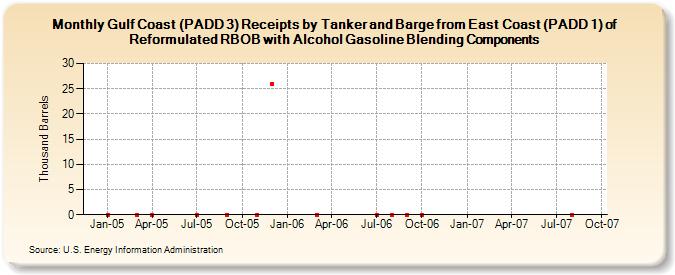 Monthly Gulf Coast (PADD 3) Receipts by Tanker and Barge from East Coast (PADD 1) of
Reformulated RBOB with Alcohol Gasoline Blending Components
Thousand Barrels
30
25
20
15
10
5
0
Jan-05 Apr-05 Jul-05 Oct-05 Jan-06 Apr-06 Jul-06 Oct-06 Jan-07 Apr-07 Jul-07 Oct-07
Source: U.S. Energy Information Administration